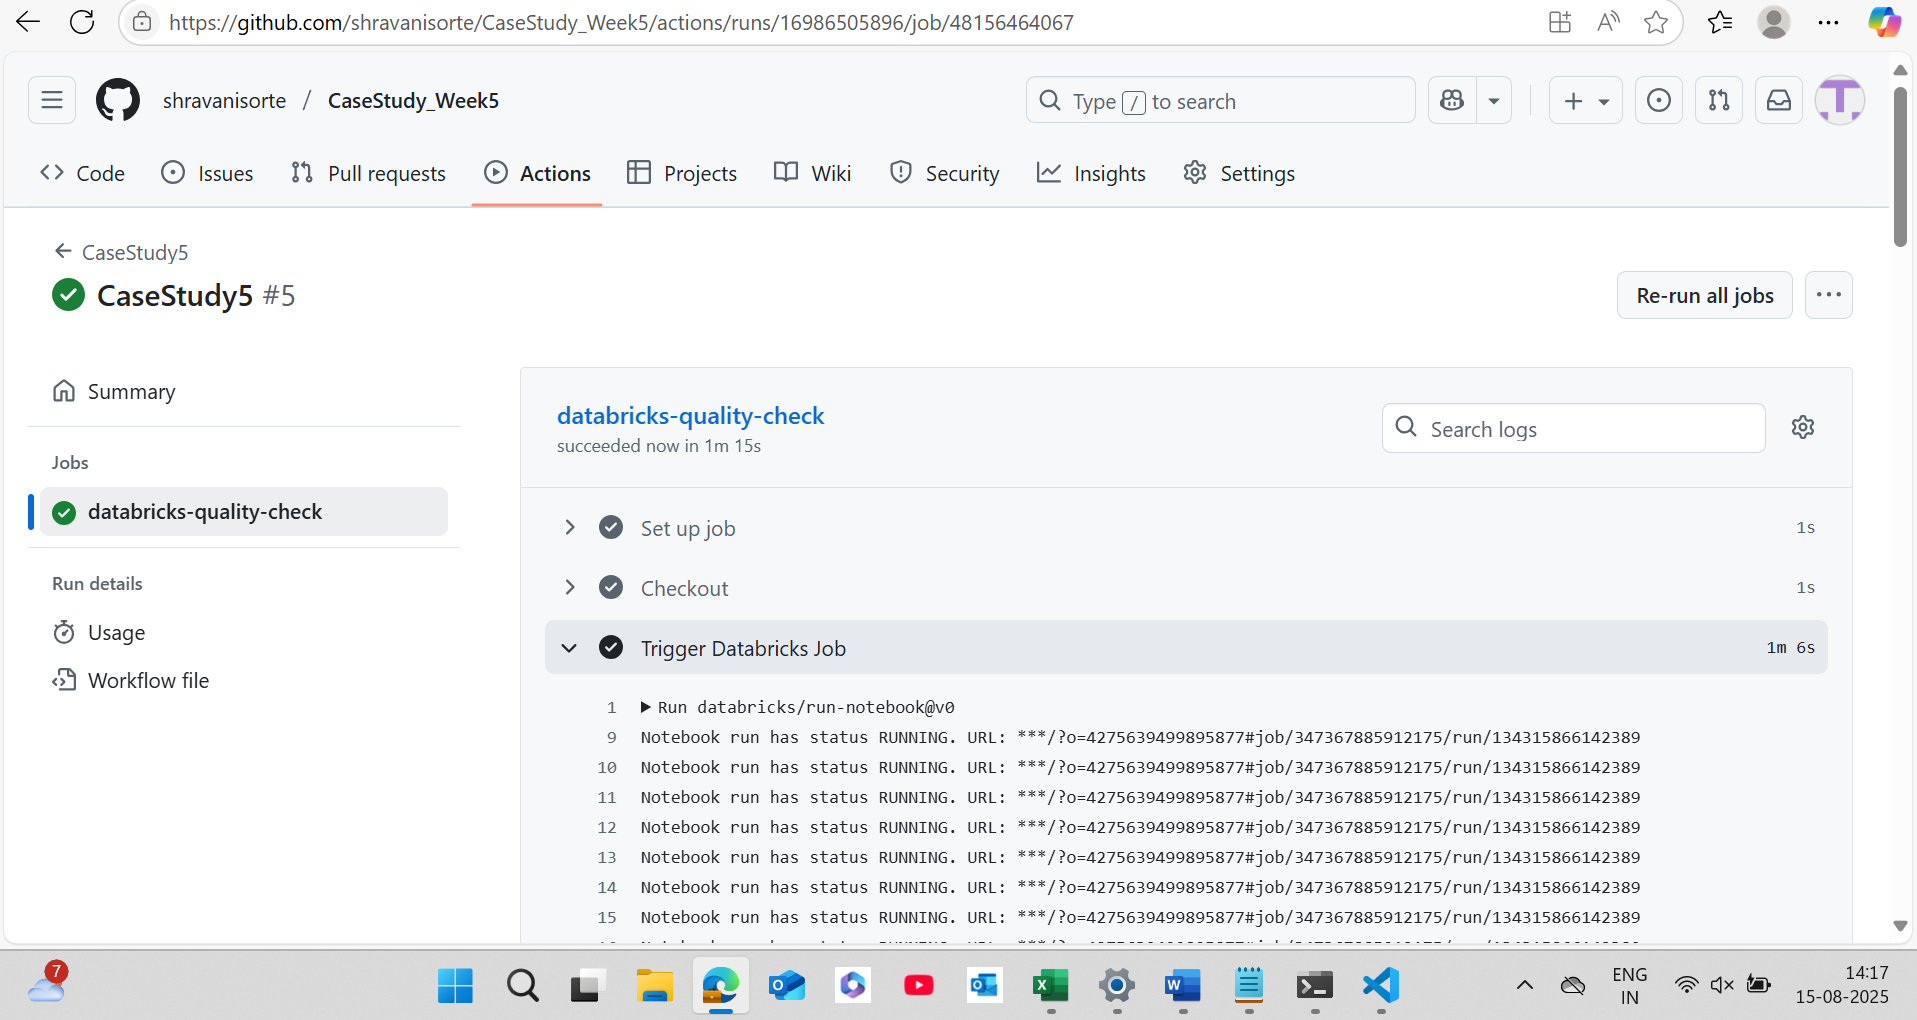 https://github.com/shravanisorte/CaseStudy_Week5/actions/runs/16986505896/job/48156464067
shravanisorte / CaseStudy_Week5
Type / to search
Code Issues Pull requests Actions Projects Wiki Security Insights Settings
CaseStudy5
CaseStudy5 #5
Re-run all jobs
Summary
Jobs
databricks-quality-check
Run details
Usage
Workflow file
databricks-quality-check
succeeded now in 1m 15s
Search logs
Set up job 1s
Checkout 1s
Trigger Databricks Job 1m 6s
1 Run databricks/run-notebook@v0
9 Notebook run has status RUNNING. URL: ***/?o=4275639499895877#job/347367885912175/run/134315866142389
10 Notebook run has status RUNNING. URL: ***/?o=4275639499895877#job/347367885912175/run/134315866142389
11 Notebook run has status RUNNING. URL: ***/?o=4275639499895877#job/347367885912175/run/134315866142389
12 Notebook run has status RUNNING. URL: ***/?o=4275639499895877#job/347367885912175/run/134315866142389
13 Notebook run has status RUNNING. URL: ***/?o=4275639499895877#job/347367885912175/run/134315866142389
14 Notebook run has status RUNNING. URL: ***/?o=4275639499895877#job/347367885912175/run/134315866142389
15 Notebook run has status RUNNING. URL: ***/?o=4275639499895877#job/347367885912175/run/134315866142389
7
ENG
IN
14:17
15-08-2025